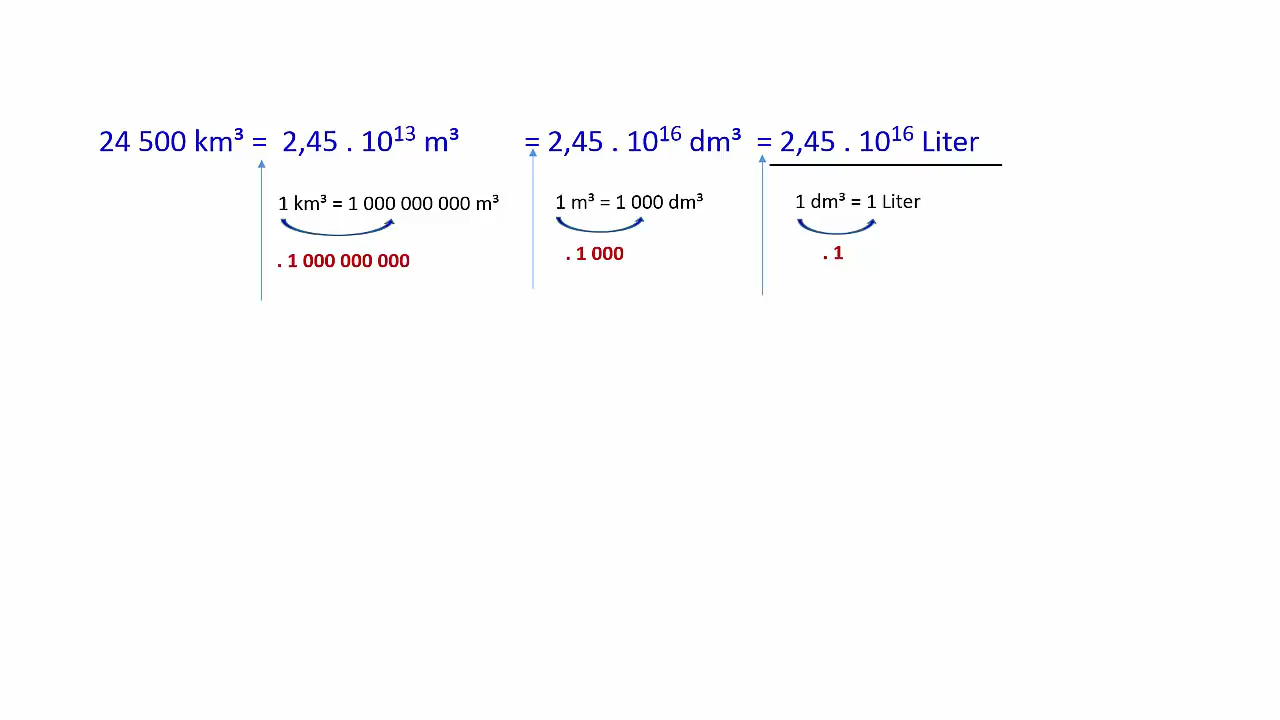 24 500 km³ = 2,45 . 10¹³ m³ = 2,45 . 10¹⁶ dm³ = 2,45 . 10¹⁶ Liter
1 km³ = 1 000 000 000 m³ 1 m³ = 1 000 dm³ 1 dm³ = 1 Liter
. 1 000 000 000 . 1 000 . 1